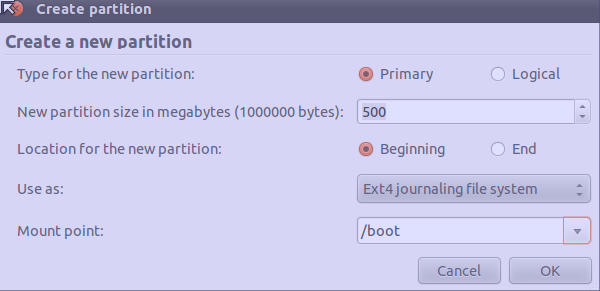 Create partition
Create a new partition
Type for the new partition: Primary Logical
New partition size in megabytes (1000000 bytes): 500
Location for the new partition: Beginning End
Use as: Ext4 journaling file system
Mount point: /boot
Cancel OK